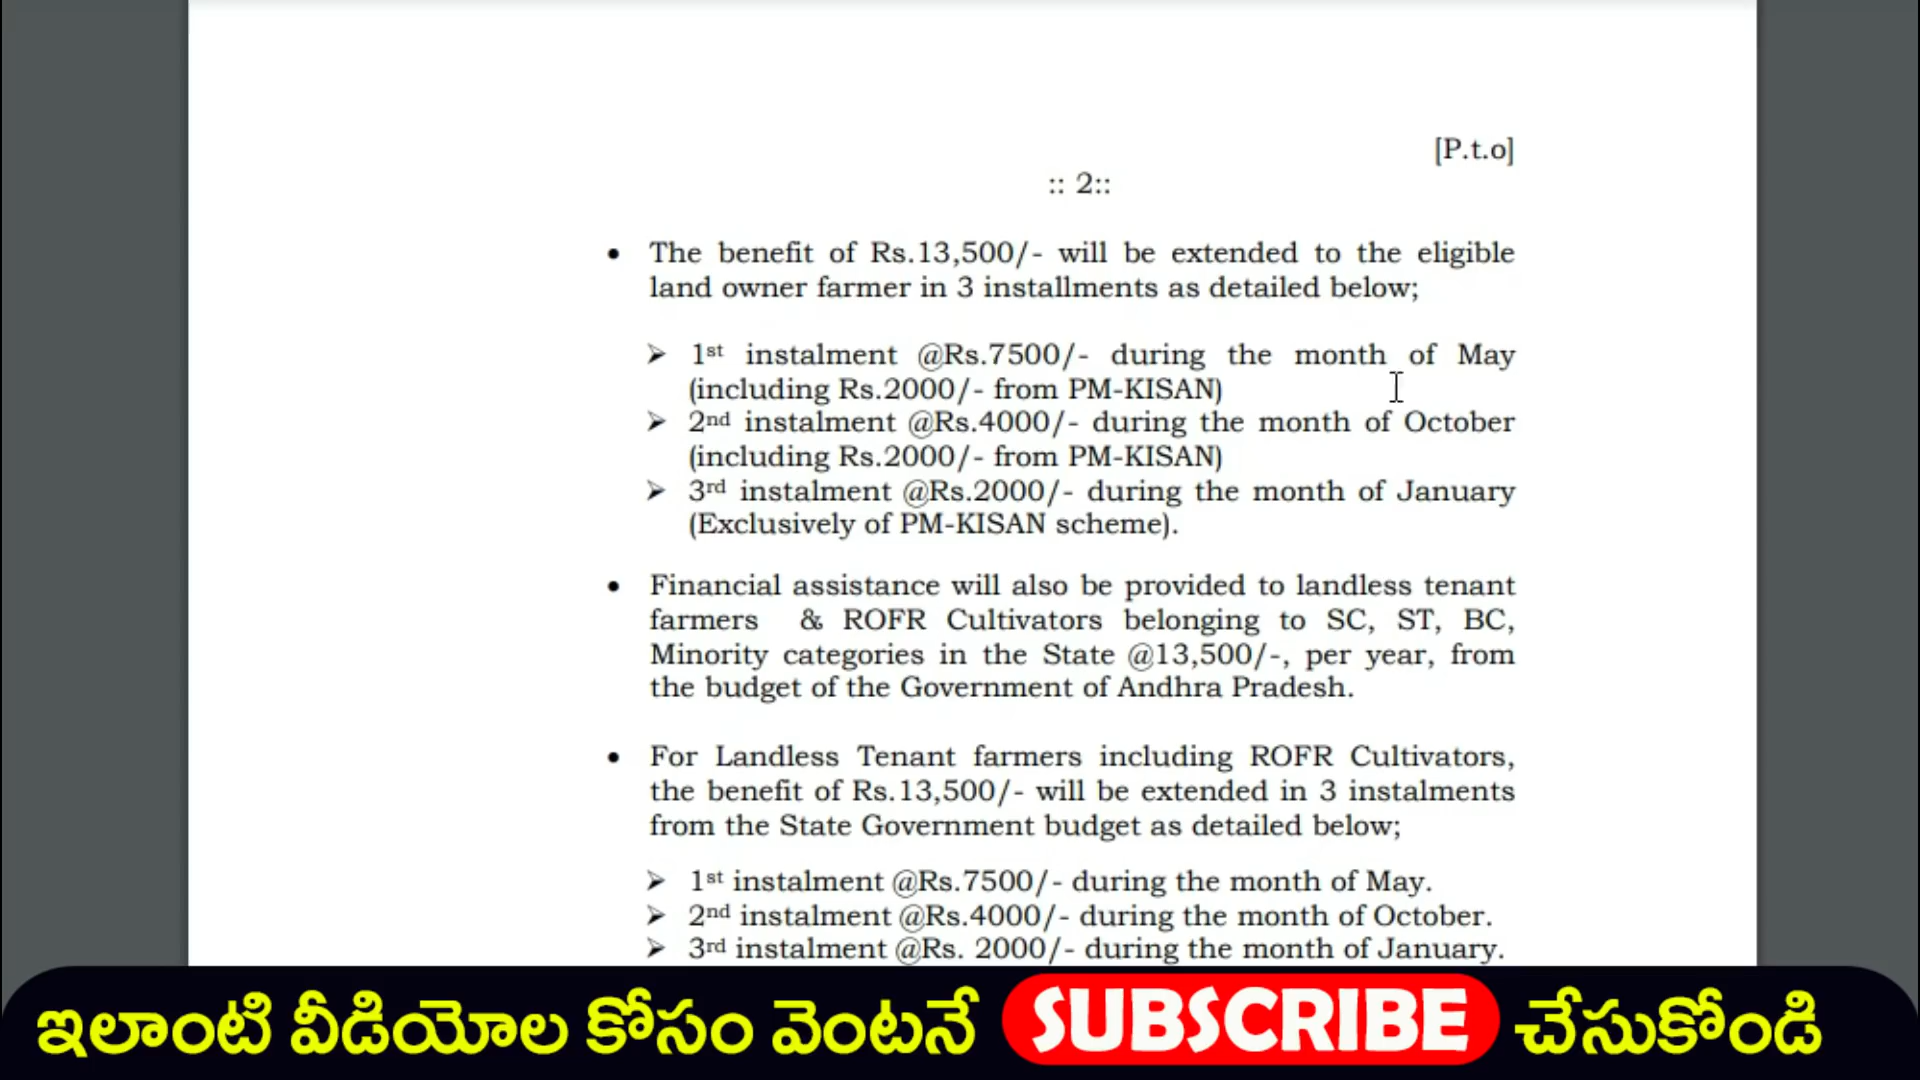 [P.t.o]
:: 2::
• The benefit of Rs.13,500/- will be extended to the eligible
land owner farmer in 3 installments as detailed below;
➢ 1st instalment @Rs.7500/- during the month of May
(including Rs.2000/- from PM-KISAN)
➢ 2nd instalment @Rs.4000/- during the month of October
(including Rs.2000/- from PM-KISAN)
➢ 3rd instalment @Rs.2000/- during the month of January
(Exclusively of PM-KISAN scheme).
• Financial assistance will also be provided to landless tenant
farmers & ROFR Cultivators belonging to SC, ST, BC,
Minority categories in the State @13,500/-, per year, from
the budget of the Government of Andhra Pradesh.
• For Landless Tenant farmers including ROFR Cultivators,
the benefit of Rs.13,500/- will be extended in 3 instalments
from the State Government budget as detailed below;
➢ 1st instalment @Rs.7500/- during the month of May.
➢ 2nd instalment @Rs.4000/- during the month of October.
➢ 3rd instalment @Rs. 2000/- during the month of January.
ఇలాంటి వీడియోల కోసం వెంటనే SUBSCRIBE చేసుకోండి